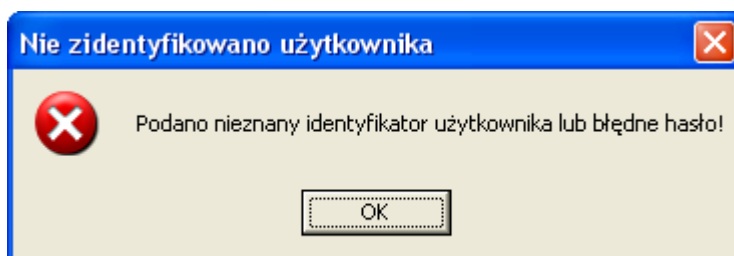 Nie zidentyfikowano użytkownika
Podano nieznany identyfikator użytkownika lub błędne hasło!
OK